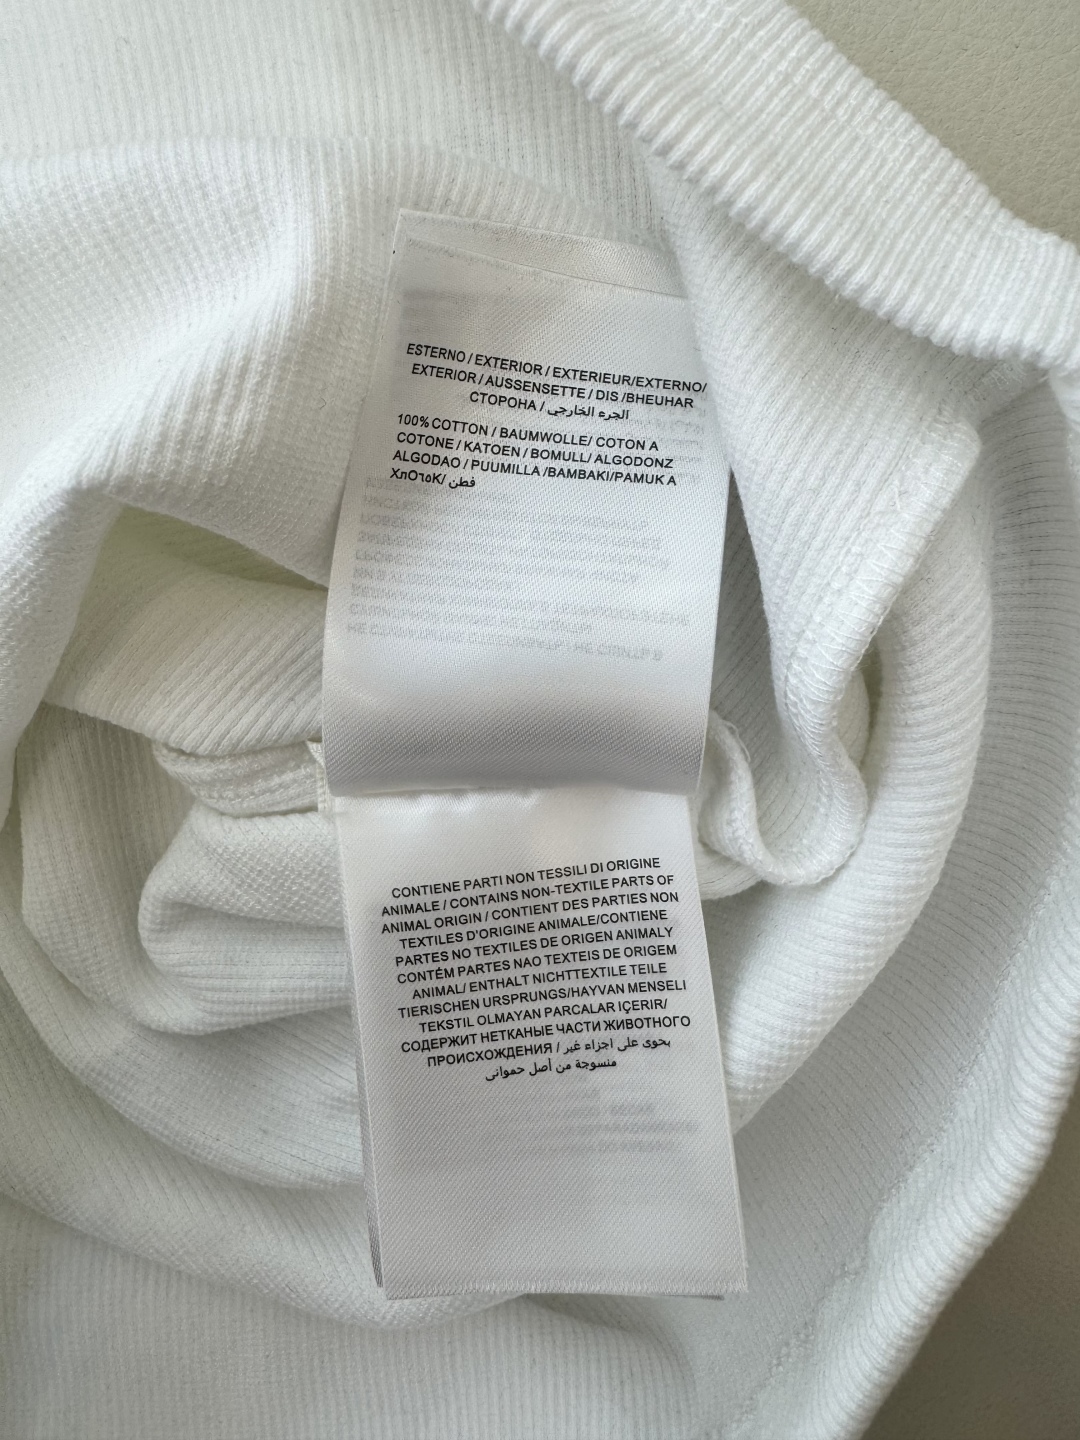 ESTERNO / EXTERIOR / EXTERIEUR/EXTERNO/
EXTERIOR / AUSSENSETTE / DIS /BHEUHAR
СТОРОНА / الجزء الخارجي
100% COTTON / BAUMWOLLE/ COTON A
COTONE / KATOEN / BOMULL/ ALGODONZ
ALGODAO / PUUMILLA /BAMBAKI/PAMUK A
ХлОтоК/ قطن
CONTIENE PARTI NON TESSILI DI ORIGINE
ANIMALE / CONTAINS NON-TEXTILE PARTS OF
ANIMAL ORIGIN / CONTIENT DES PARTIES NON
TEXTILES D'ORIGINE ANIMALE/CONTIENE
PARTES NO TEXTILES DE ORIGEN ANIMALY
CONTÉM PARTES NAO TEXTEIS DE ORIGEM
ANIMAL/ ENTHALT NICHTTEXTILE TEILE
TIERISCHEN URSPRUNGS/HAYVAN MENSELI
TEKSTIL OLMAYAN PARCALAR IÇERIR/
СОДЕРЖИТ НЕТКАНЫЕ ЧАСТИ ЖИВОТНОГО
ПРОИСХОЖДЕНИЯ / بحوى على اجزاء غير
منسوجة من أصل حموانى